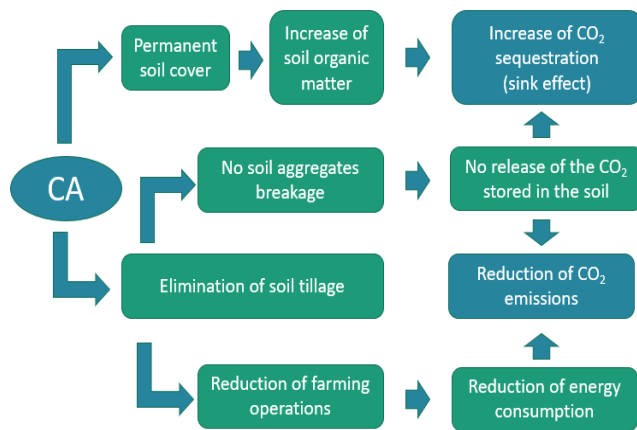 Permanent
soil cover
Increase of
soil organic
matter
Increase of CO₂
sequestration
(sink effect)
CA
No soil aggregates
breakage
No release of the CO₂
stored in the soil
Elimination of soil tillage
Reduction of CO₂
emissions
Reduction of farming
operations
Reduction of energy
consumption